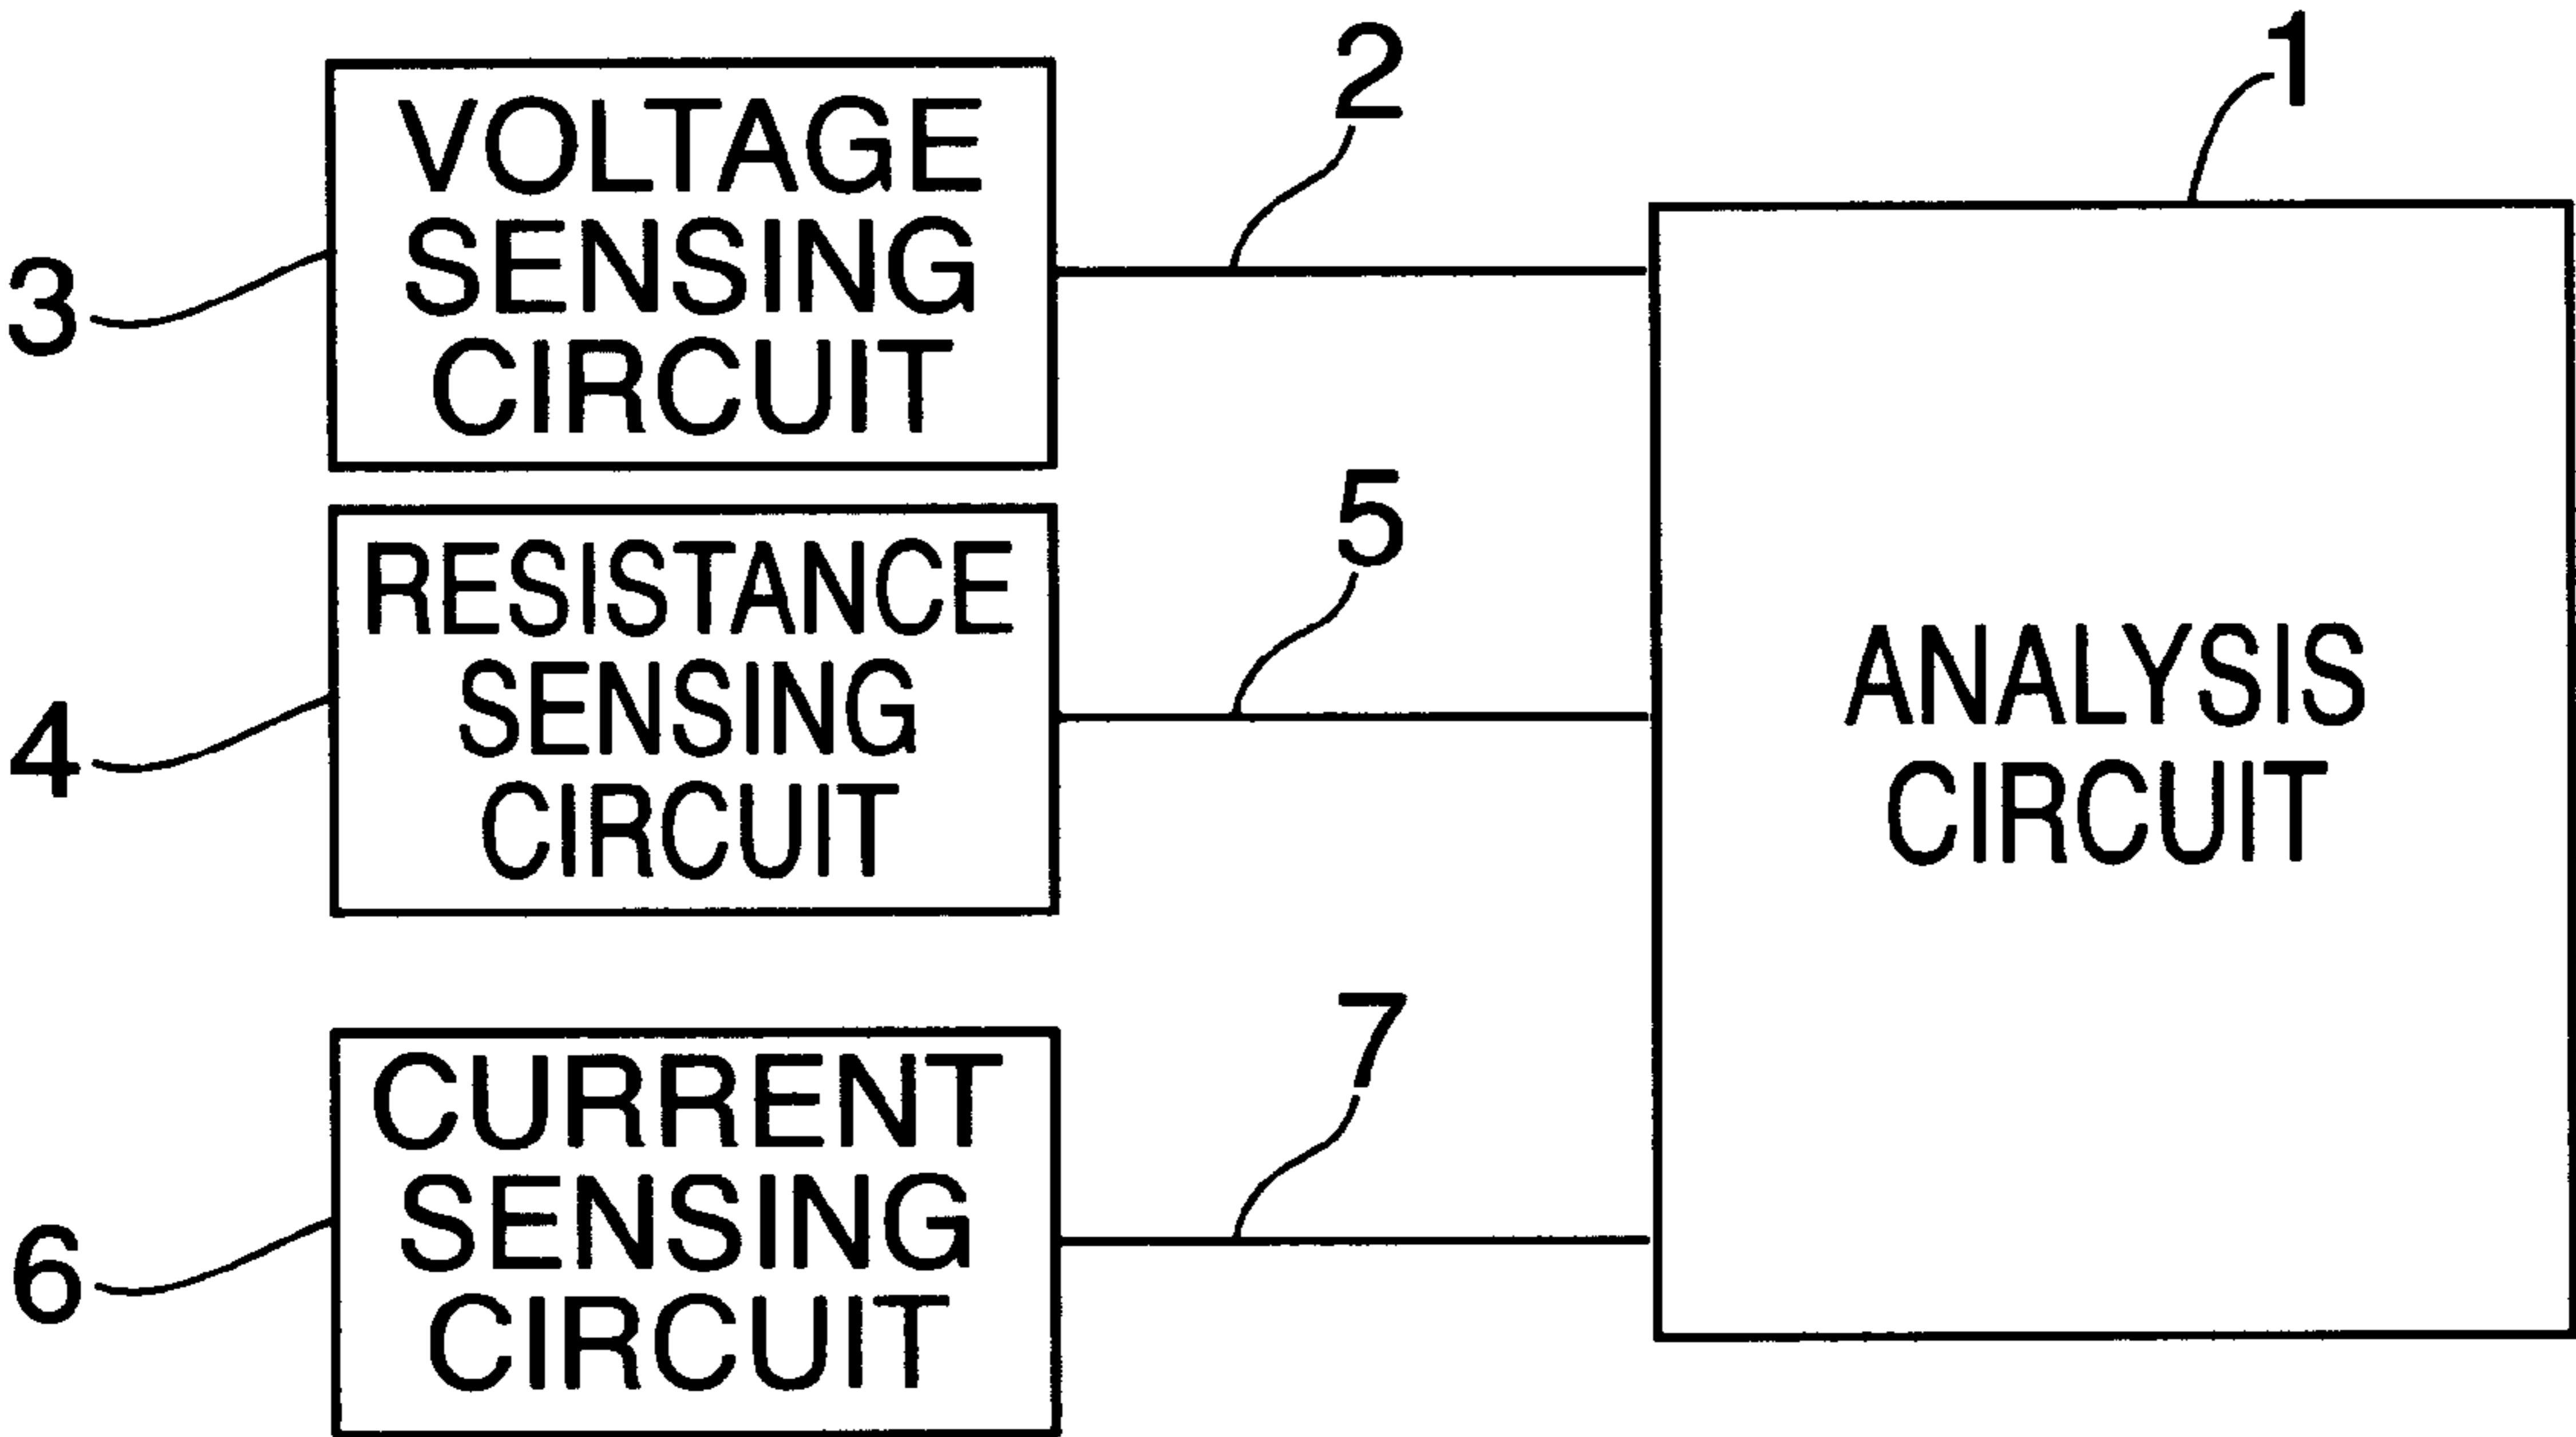 2
1
VOLTAGE
SENSING
CIRCUIT
3
5
RESISTANCE
SENSING
CIRCUIT
4
ANALYSIS
CIRCUIT
7
CURRENT
SENSING
CIRCUIT
6